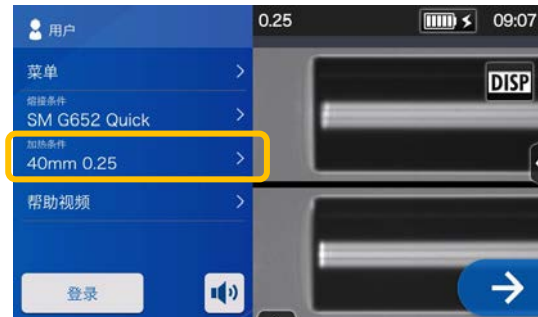 用户
0.25
09:07
菜单
DISP
熔接条件
SM G652 Quick
加热条件
40mm 0.25
帮助视频
登录